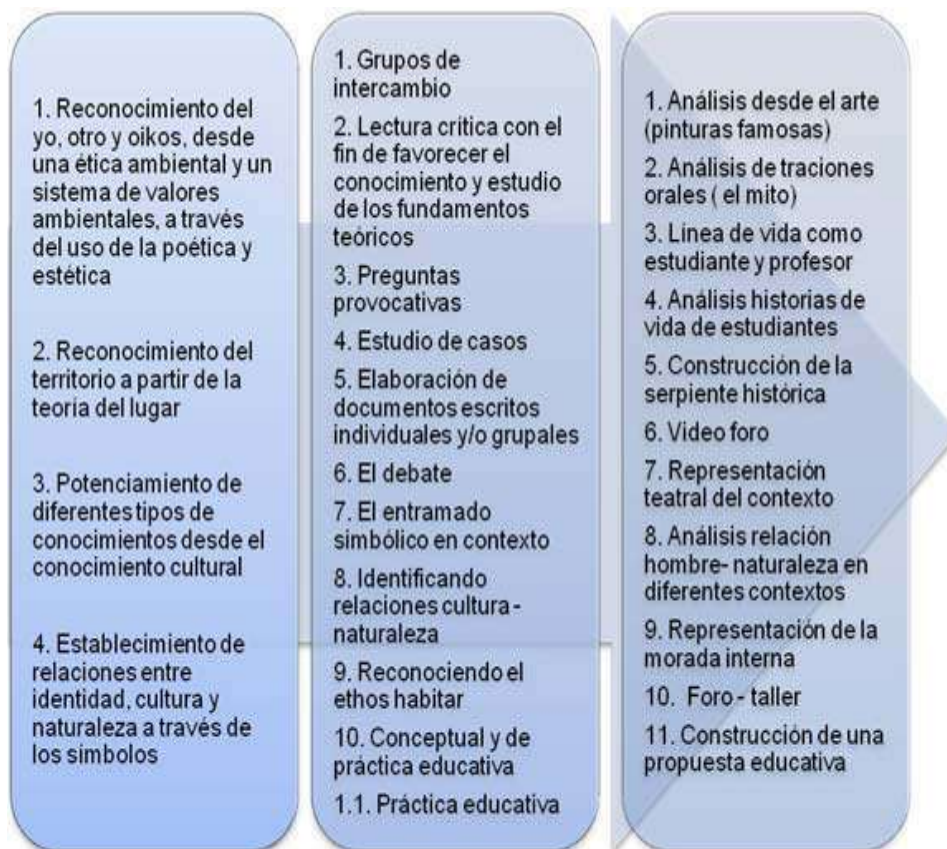 1. Reconocimiento del
yo, otro y oikos, desde
una ética ambiental y un
sistema de valores
ambientales, a través
del uso de la poética y
estética
2. Reconocimiento del
territorio a partir de la
teoría del lugar
3. Potenciamiento de
diferentes tipos de
conocimientos desde el
conocimiento cultural
4. Establecimiento de
relaciones entre
identidad, cultura y
naturaleza a través de
los símbolos
1. Grupos de
intercambio
2. Lectura crítica con el
fin de favorecer el
conocimiento y estudio
de los fundamentos
teóricos
3. Preguntas
provocativas
4. Estudio de casos
5. Elaboración de
documentos escritos
individuales y/o grupales
6. El debate
7. El entramado
simbólico en contexto
8. Identificando
relaciones cultura-
naturaleza
9. Reconociendo el
ethos habitar
10. Conceptual y de
práctica educativa
1.1. Práctica educativa
1. Análisis desde el arte
(pinturas famosas)
2. Análisis de traciones
orales ( el mito)
3. Línea de vida como
estudiante y profesor
4. Análisis historias de
vida de estudiantes
5. Construcción de la
serpiente histórica
6. Video foro
7. Representación
teatral del contexto
8. Análisis relación
hombre- naturaleza en
diferentes contextos
9. Representación de la
morada interna
10. Foro - taller
11. Construcción de una
propuesta educativa